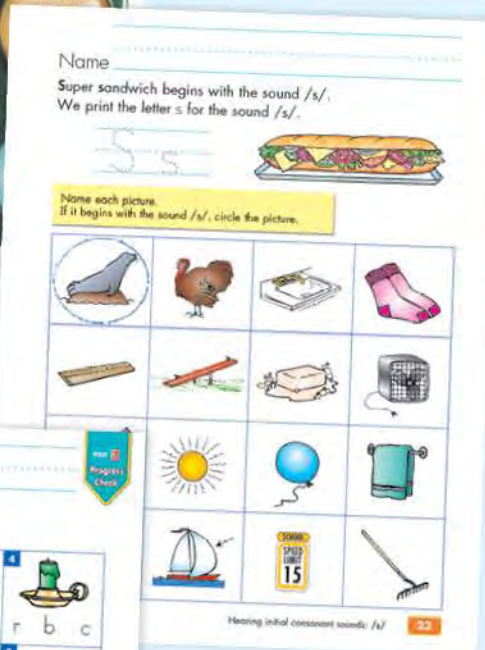 Name
Super sandwich begins with the sound /s/.
We print the letter s for the sound /s/.
S s
Name each picture.
If it begins with the sound /s/, circle the picture.
Progress
Check
SCHOOL
SPEED
LIMIT
15
4
r b c
Hearing initial consonant sounds: /s/ 33